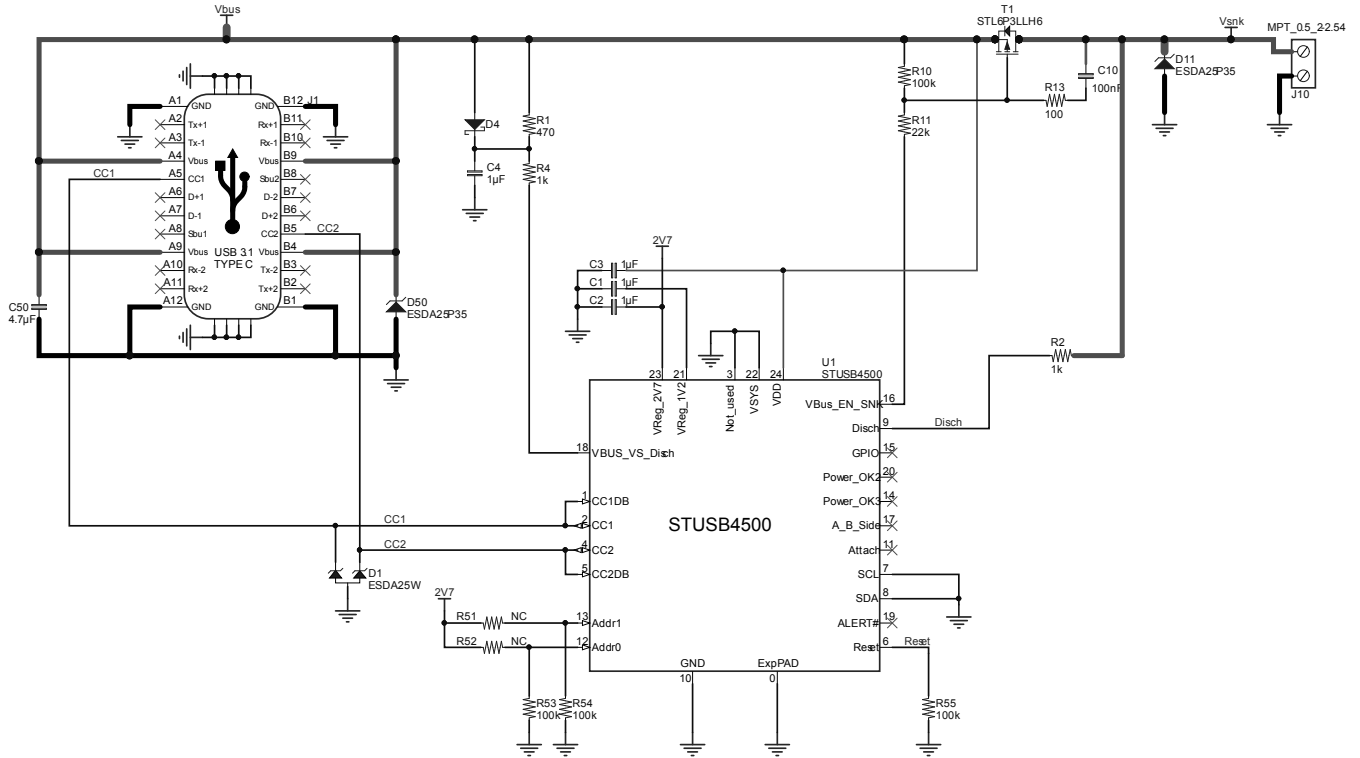 Vbus
T1
STL6P3LLH6
Vsnk
MPT_0.5_2-2.54
J10
D11
ESDA25P35
C10
100nF
R13
100
R10
100k
R11
22k
D4
R1
470
C4
1µF
R4
1k
A1 GND
A2 Tx+1
A3 Tx-1
A4 Vbus
A5 CC1
A6 D+1
A7 D-1
A8 Sbu1
A9 Vbus
A10 Rx-2
A11 Rx+2
A12 GND
GND B12 J1
Rx+1 B11
Rx-1 B10
Vbus B9
Sbu2 B8
D-2 B7
D+2 B6
CC2 B5
Vbus B4
Tx-2 B3
Tx+2 B2
GND B1
USB 3.1
TYPE C
CC1
CC2
C50
4.7µF
D50
ESDA25P35
2V7
C3 1µF
C1 1µF
C2 1µF
R2
1k
U1
STUSB4500
23 VReg_2V7
21 VReg_1V2
3 Not_used
22 VSYS
24 VDD
VBus_EN_SNK 16
Disch 9 Disch
GPIO 15
Power_OK2 20
Power_OK3 14
A_B_Side 17
Attach 11
SCL 7
SDA 8
ALERT# 19
Reset 6 Reset
18 VBUS_VS_Disch
1 CC1DB
CC1 2 CC1
CC2 4 CC2
5 CC2DB
13 Addr1
12 Addr0
STUSB4500
GND
10
ExpPAD
0
D1
ESDA25W
2V7
R51 NC
R52 NC
R53
100k
R54
100k
R55
100k